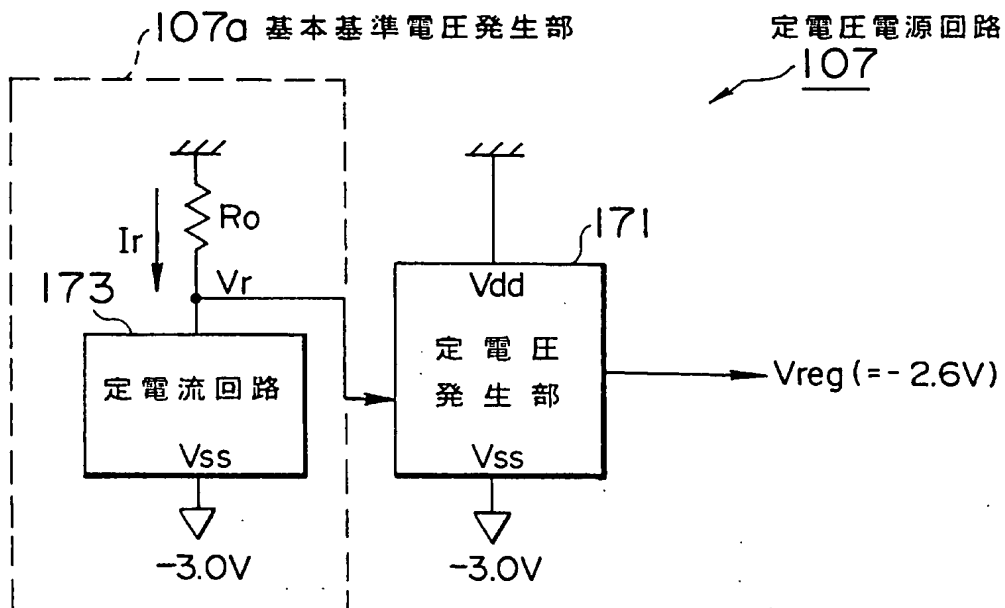 107a 基本基準電圧発生部
定電圧電源回路
107
Ro
Ir
Vr
173
定電流回路
Vss
-3.0V
171
Vdd
定電圧
発生部
Vss
-3.0V
Vreg (=-2.6V)